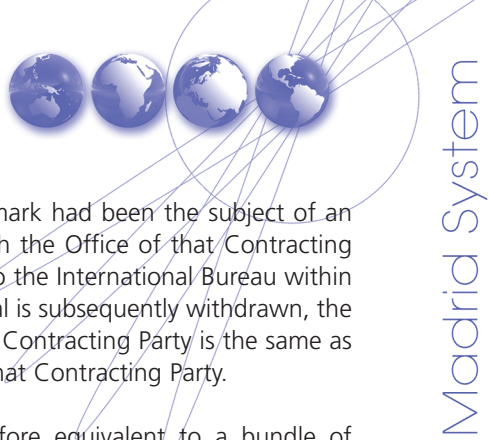 mark had been the subject of an
h the Office of that Contracting
o the International Bureau within
al is subsequently withdrawn, the
Contracting Party is the same as
hat Contracting Party.
fore equivalent to a bundle of
Madrid System